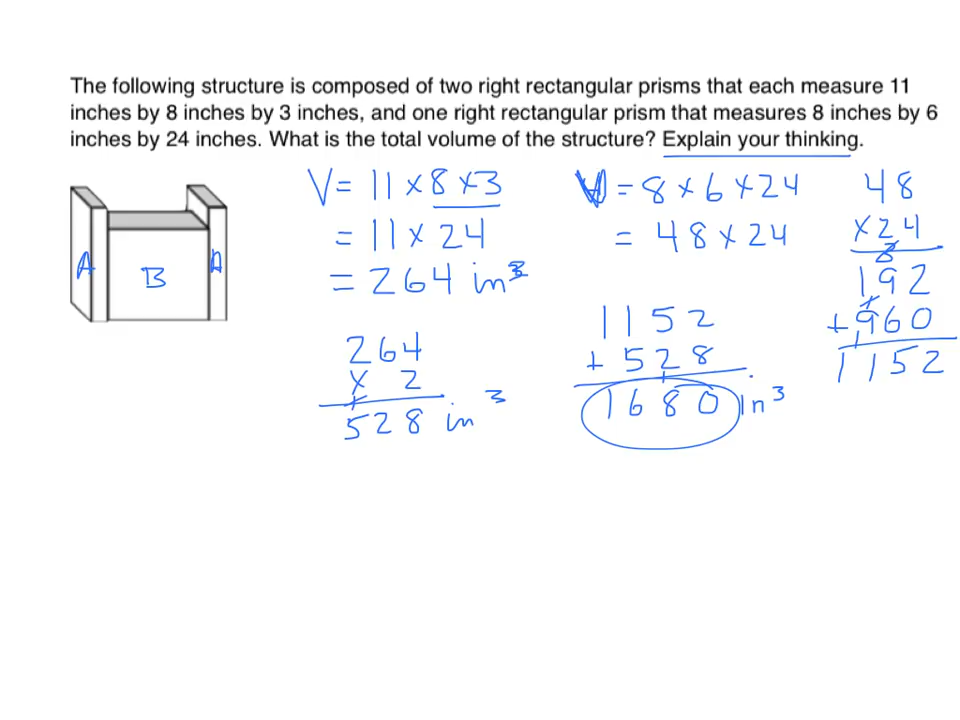 The following structure is composed of two right rectangular prisms that each measure 11
inches by 8 inches by 3 inches, and one right rectangular prism that measures 8 inches by 6
inches by 24 inches. What is the total volume of the structure? Explain your thinking.
A B A
V = 11 × 8 × 3
= 11 × 24
= 264 in³
264
× 2
528 in³
V = 8 × 6 × 24
= 48 × 24
1152
+ 528
1680 in³
48
× 24
192
+ 960
1152